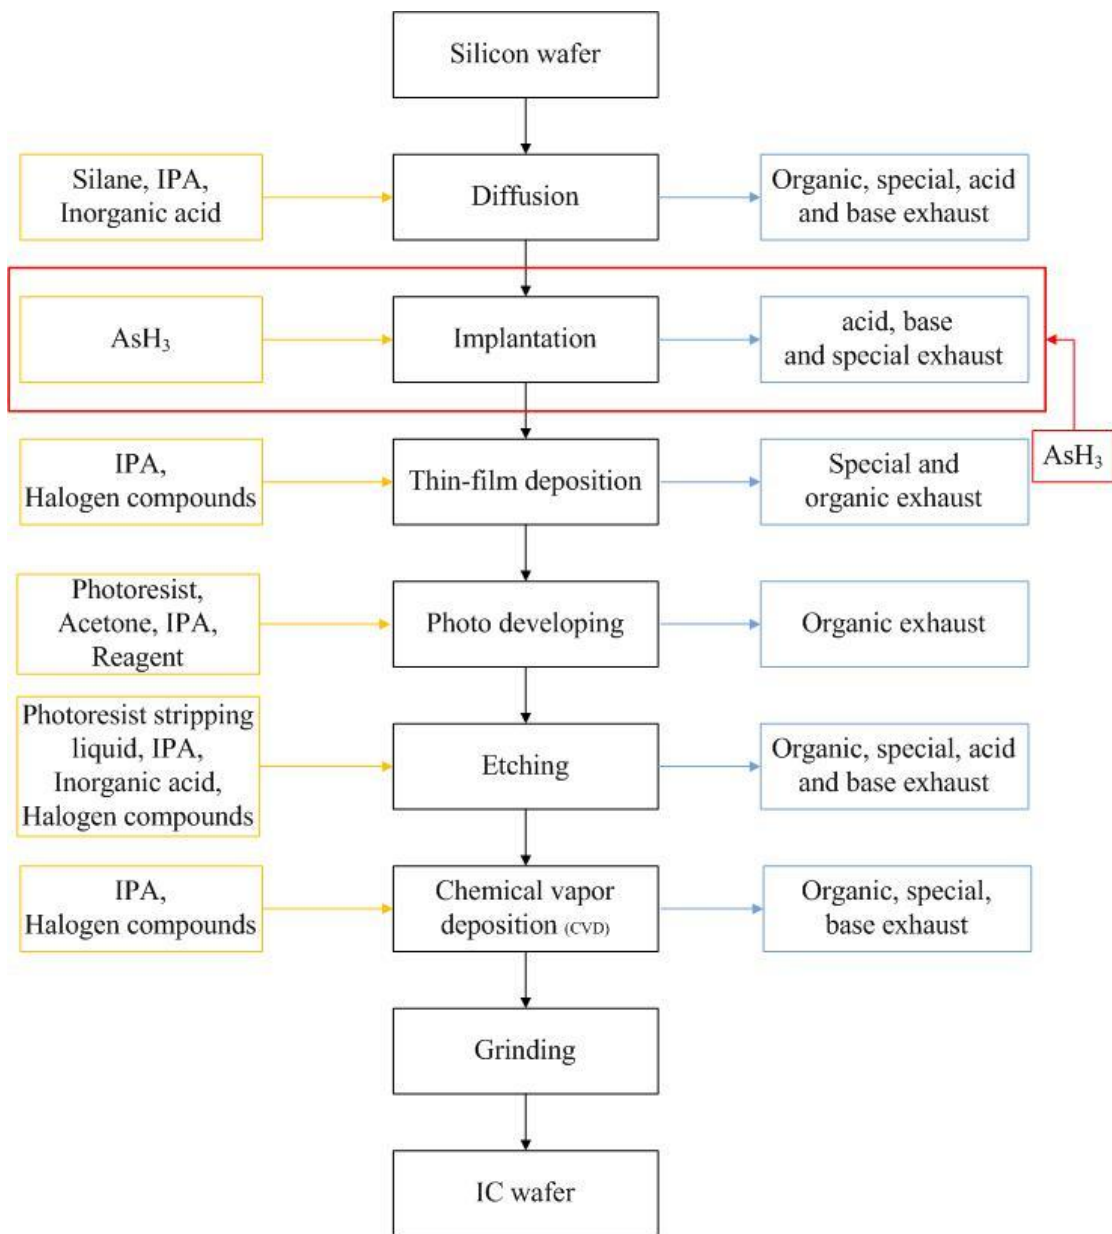 Silicon wafer
Silane, IPA,
Inorganic acid
Diffusion
Organic, special, acid
and base exhaust
AsH₃
Implantation
acid, base
and special exhaust
AsH₃
IPA,
Halogen compounds
Thin-film deposition
Special and
organic exhaust
Photoresist,
Acetone, IPA,
Reagent
Photo developing
Organic exhaust
Photoresist stripping
liquid, IPA,
Inorganic acid,
Halogen compounds
Etching
Organic, special, acid
and base exhaust
IPA,
Halogen compounds
Chemical vapor
deposition (CVD)
Organic, special,
base exhaust
Grinding
IC wafer